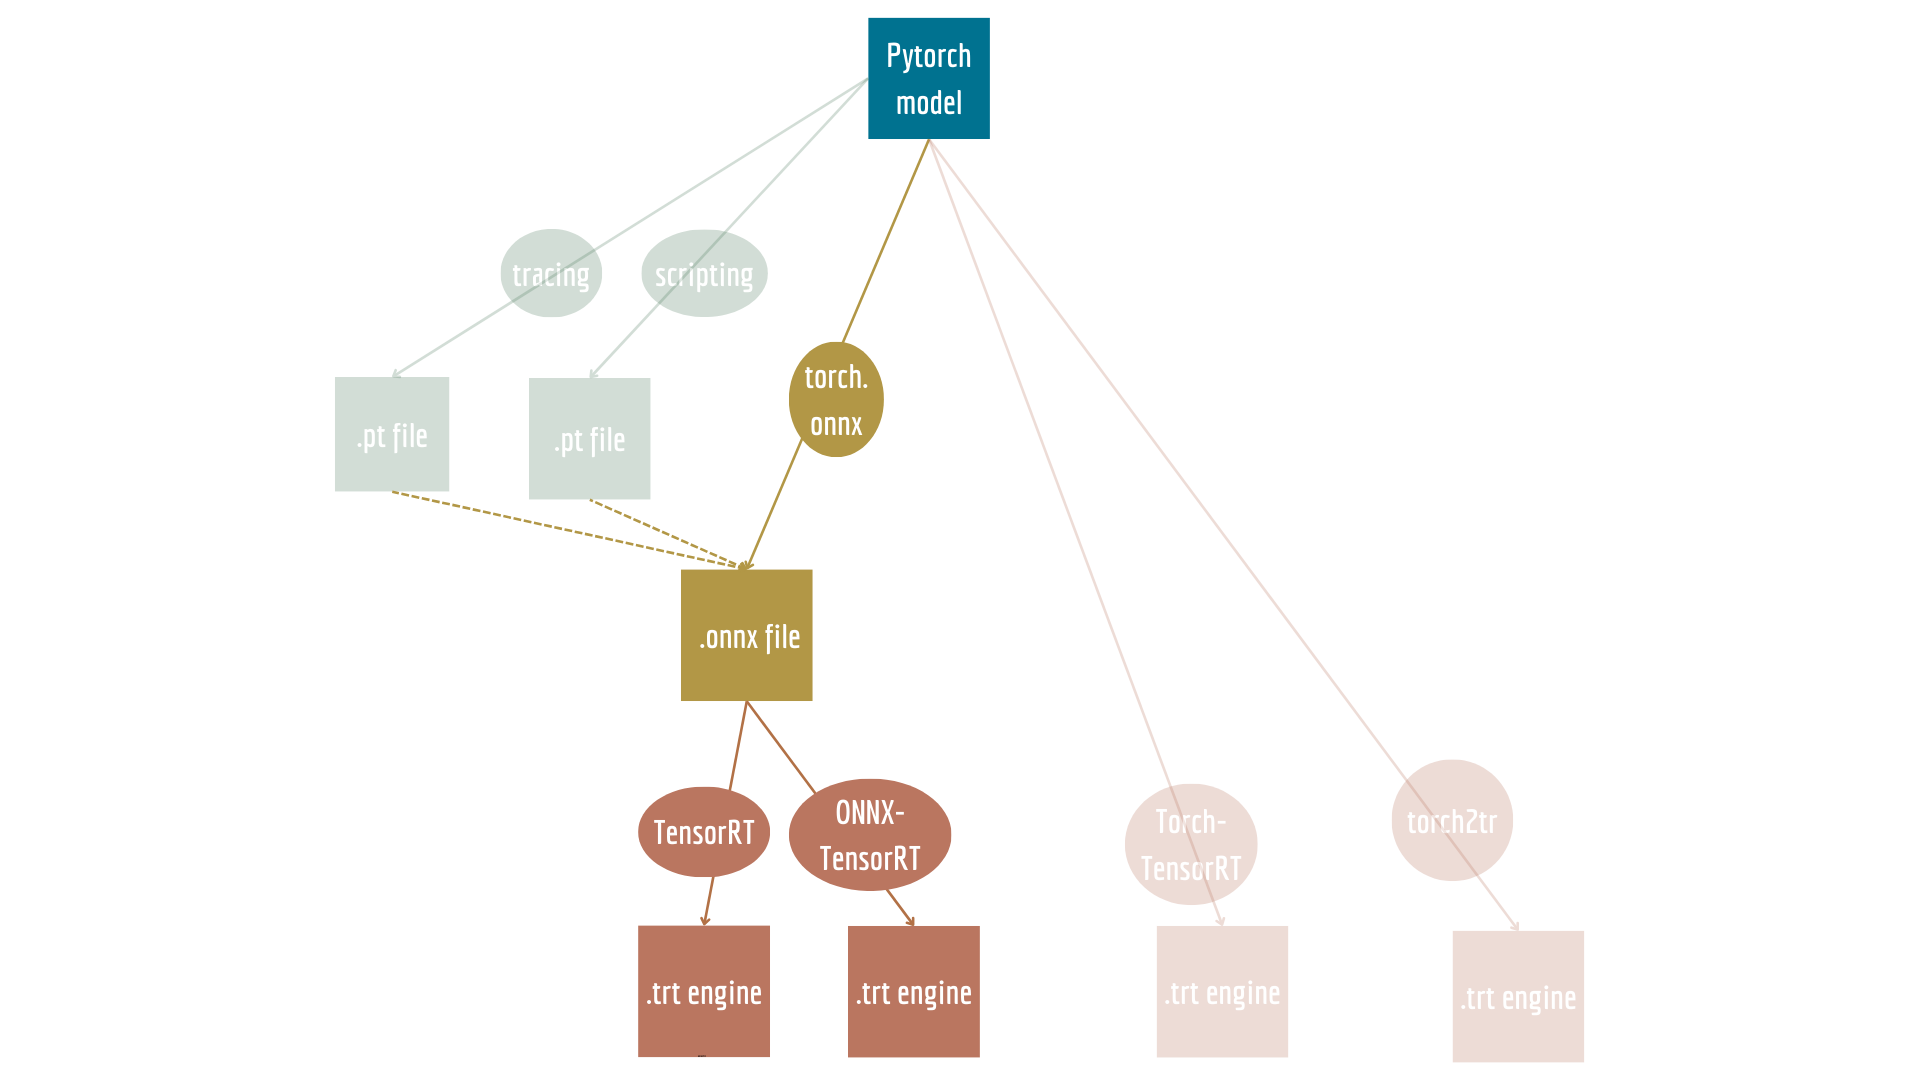 Pytorch
model
tracing
scripting
torch.
onnx
.pt file
.pt file
.onnx file
TensorRT
ONNX-
TensorRT
Torch-
TensorRT
torch2tr
.trt engine
.trt engine
.trt engine
.trt engine